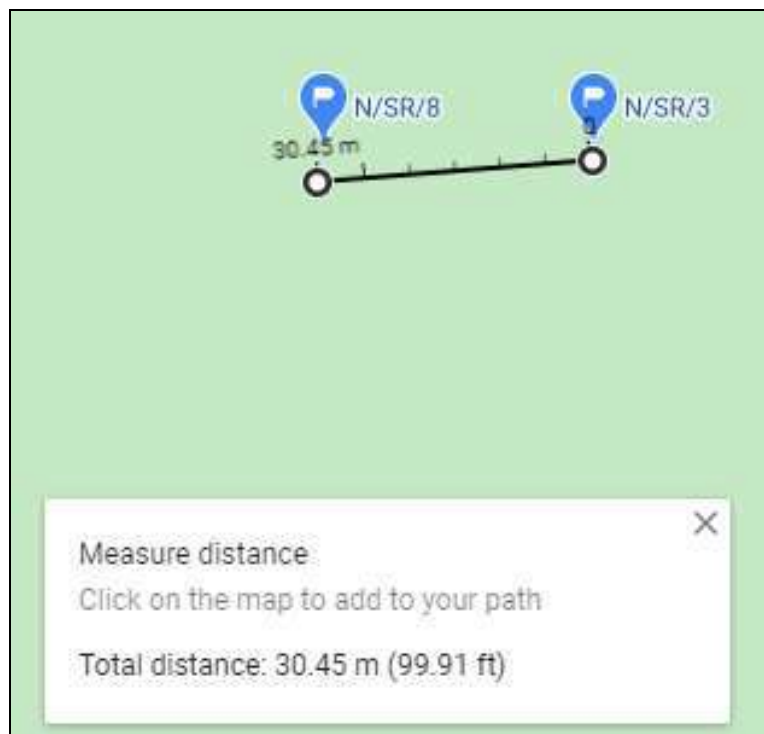 N/SR/8
N/SR/3
30.45 m
0
Measure distance
Click on the map to add to your path
Total distance: 30.45 m (99.91 ft)